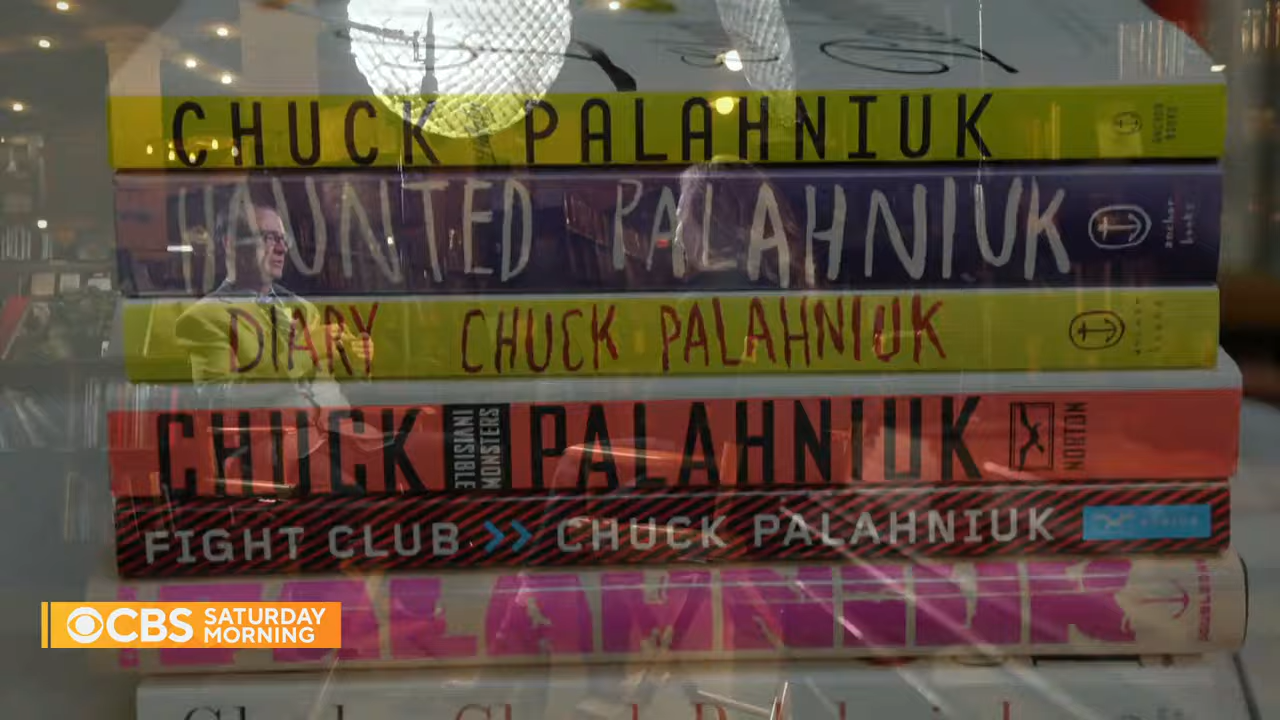 CHUCK PALAHNIUK
HAUNTED PALAHNIUK anchor books
DIARY CHUCK PALAHNIUK
CHUCK INVISIBLE MONSTERS PALAHNIUK NORTON
FIGHT CLUB >> CHUCK PALAHNIUK
PALAHNIUK
CBS SATURDAY MORNING